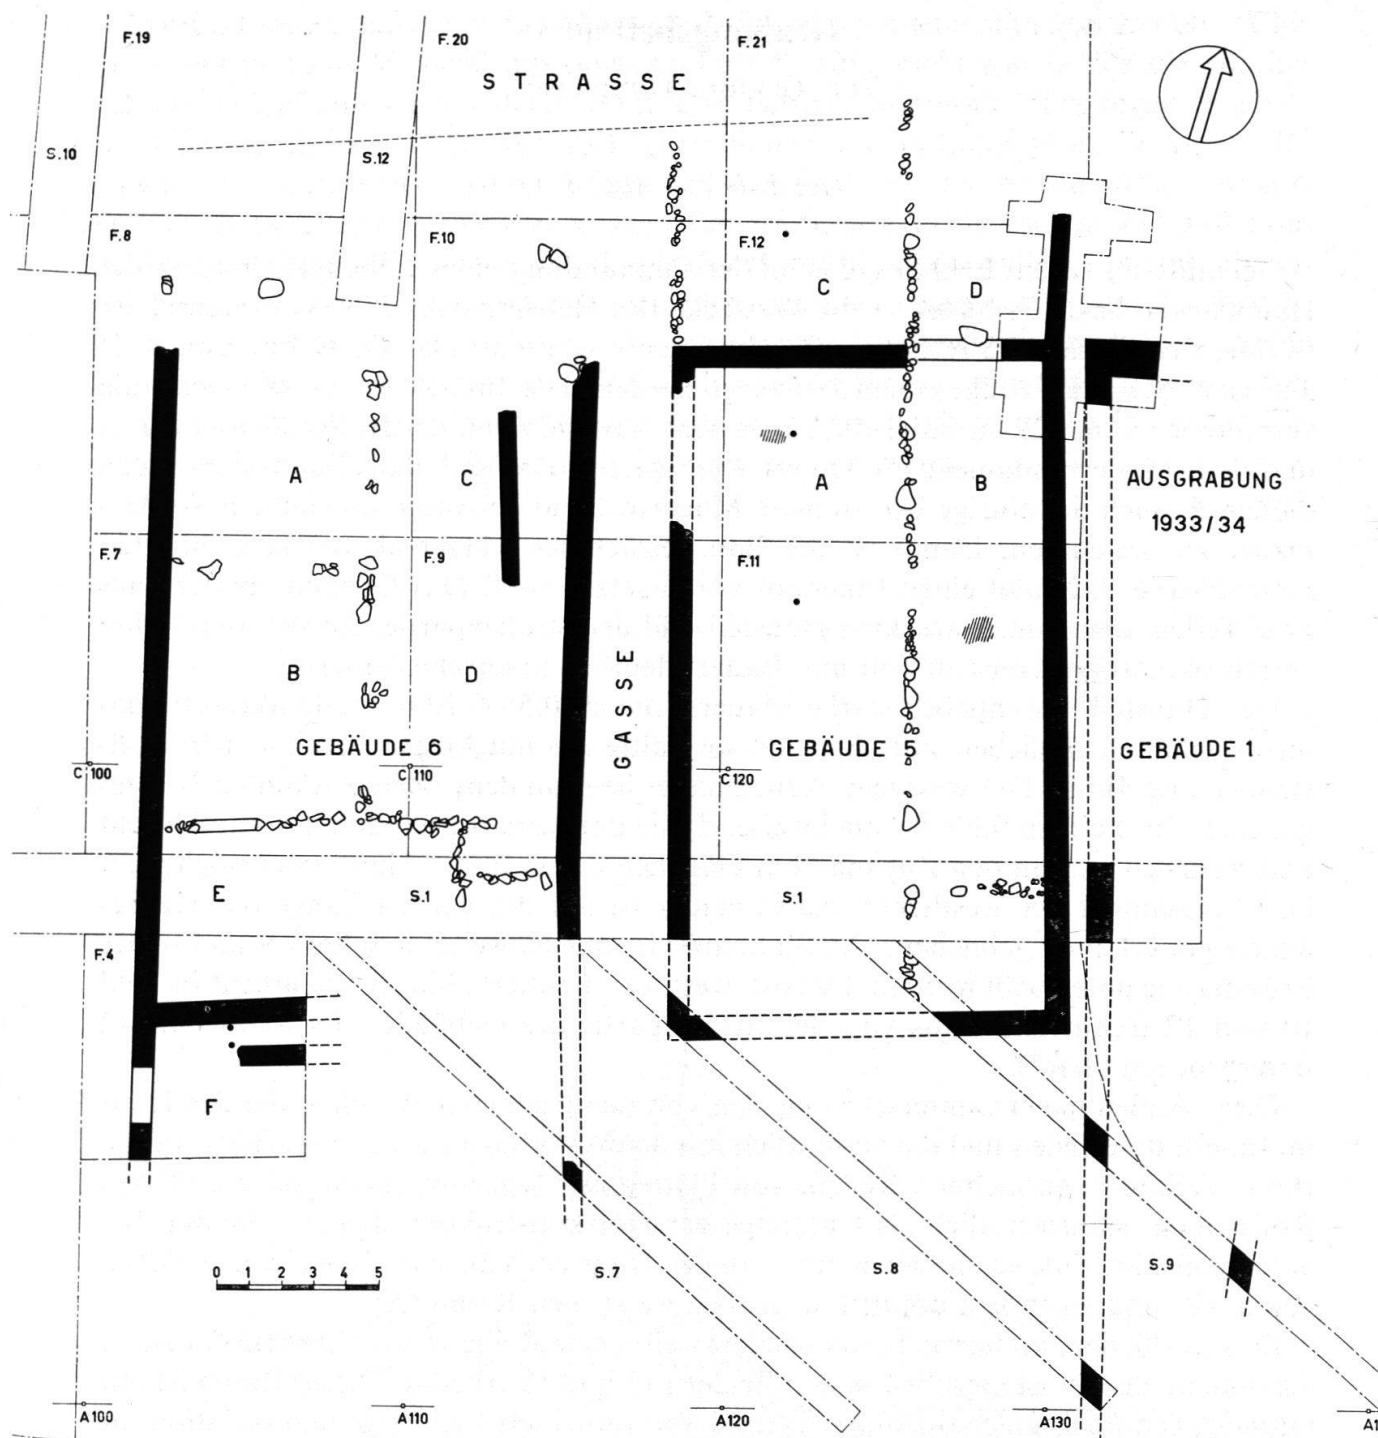 F.19
F.20
F.21
STRASSE
S.10
S.12
F.8
F.10
F.12
C
D
A
C
A
B
AUSGRABUNG
1933/34
F.7
F.9
F.11
B
D
GASSE
GEBÄUDE 6
GEBÄUDE 5
GEBÄUDE 1
C 100
C 110
C 120
E
S.1
S.1
F.4
F
0 1 2 3 4 5
S.7
S.8
S.9
A100
A110
A120
A130